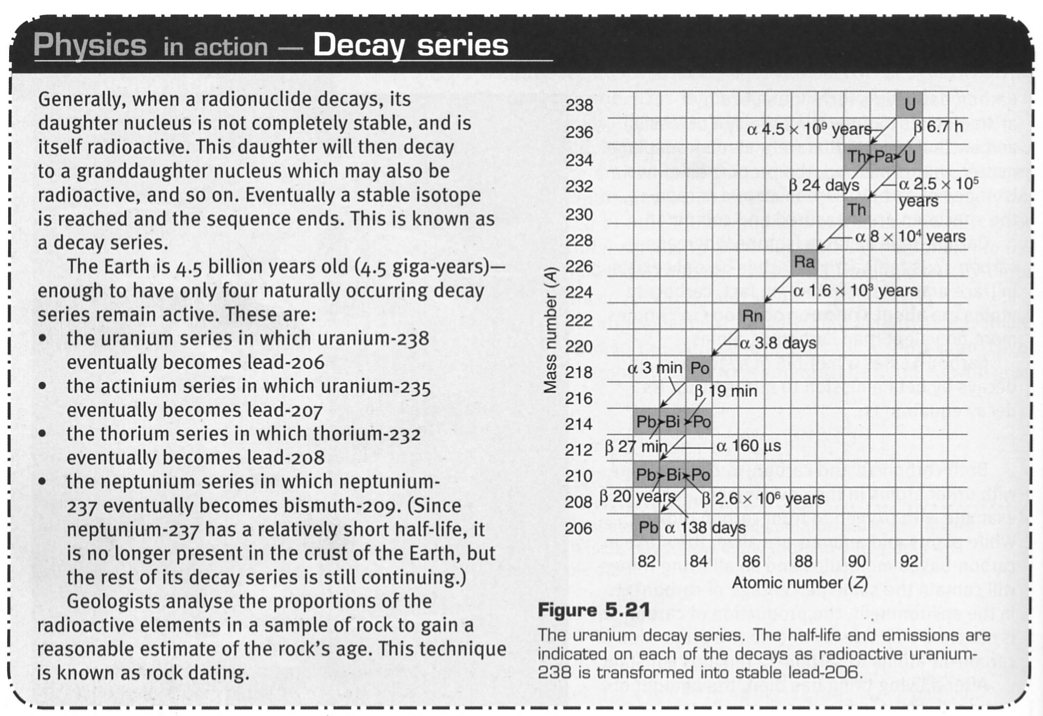 Physics in action — Decay series
Generally, when a radionuclide decays, its
daughter nucleus is not completely stable, and is
itself radioactive. This daughter will then decay
to a granddaughter nucleus which may also be
radioactive, and so on. Eventually a stable isotope
is reached and the sequence ends. This is known as
a decay series.
The Earth is 4.5 billion years old (4.5 giga-years)—
enough to have only four naturally occurring decay
series remain active. These are:
• the uranium series in which uranium-238
eventually becomes lead-206
• the actinium series in which uranium-235
eventually becomes lead-207
• the thorium series in which thorium-232
eventually becomes lead-208
• the neptunium series in which neptunium-
237 eventually becomes bismuth-209. (Since
neptunium-237 has a relatively short half-life, it
is no longer present in the crust of the Earth, but
the rest of its decay series is still continuing.)
Geologists analyse the proportions of the
radioactive elements in a sample of rock to gain a
reasonable estimate of the rock's age. This technique
is known as rock dating.
Mass number (A)
238 U
236 α 4.5 × 10⁹ years β 6.7 h
234 Th Pa U
232 β 24 days α 2.5 × 10⁵
years
230 Th
228 α 8 × 10⁴ years
226 Ra
224 α 1.6 × 10³ years
222 Rn
220 α 3.8 days
218 α 3 min Po
216 β 19 min
214 Pb Bi Po
212 β 27 min α 160 µs
210 Pb Bi Po
208 β 20 years β 2.6 × 10⁶ years
206 Pb α 138 days
82 84 86 88 90 92
Atomic number (Z)
Figure 5.21
The uranium decay series. The half-life and emissions are
indicated on each of the decays as radioactive uranium-
238 is transformed into stable lead-206.